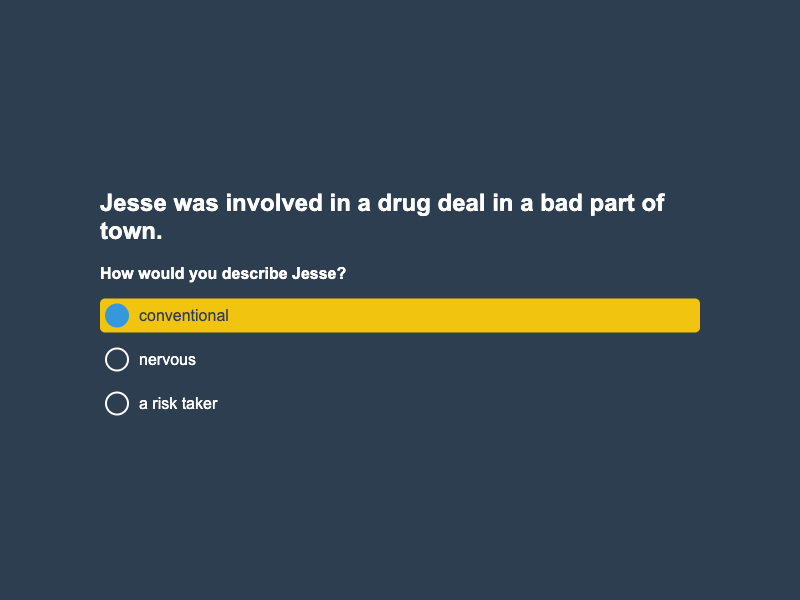 Jesse was involved in a drug deal in a bad part of
town.
How would you describe Jesse?
conventional
nervous
a risk taker